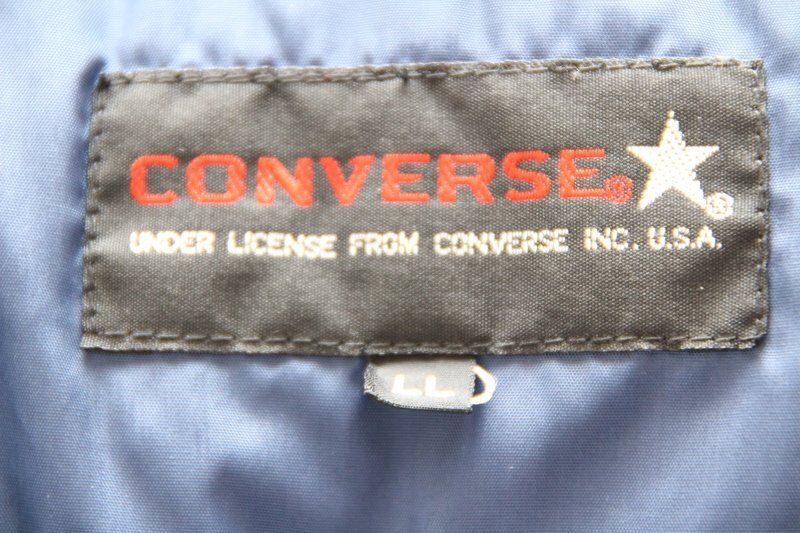 CONVERSE®
®
UNDER LICENSE FROM CONVERSE INC. U.S.A.
LL